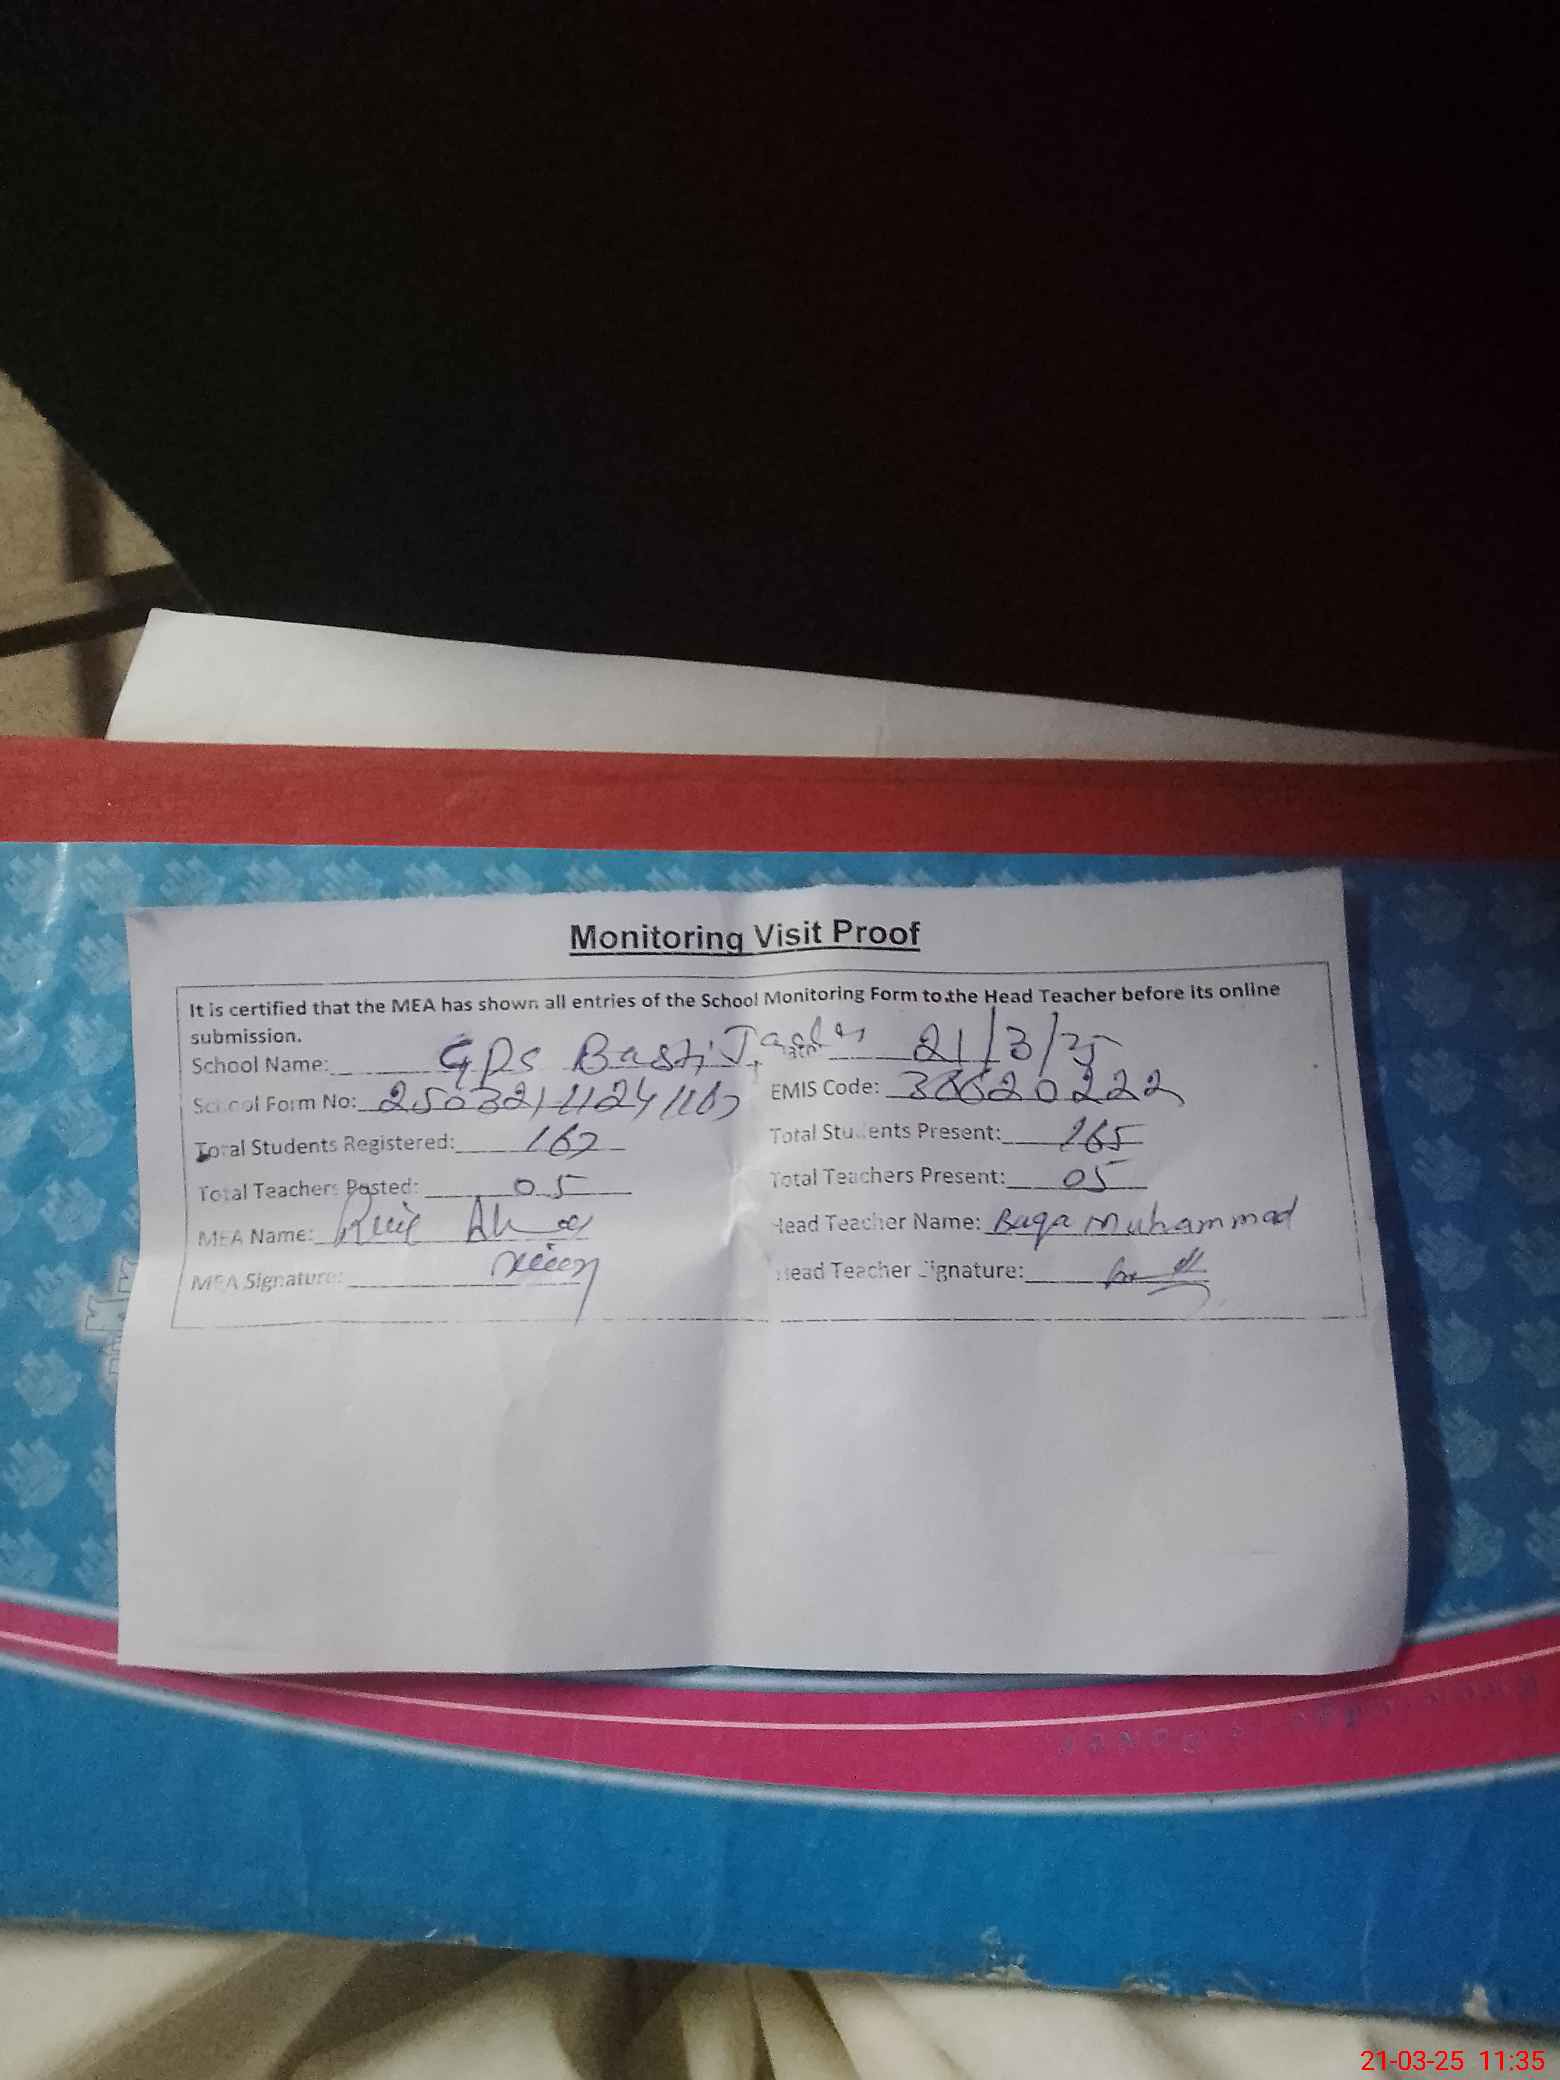 Monitoring Visit Proof
It is certified that the MEA has shown all entries of the School Monitoring Form to the Head Teacher before its online
submission.
School Name: GPS Basti 21/3/25
School Form No: EMIS Code:
Total Students Registered: 167 Total Students Present: 165
Total Teachers Posted: 05 Total Teachers Present: 05
MEA Name: Head Teacher Name: Baqa Muhammad
MEA Signature: Head Teacher Signature:
21-03-25 11:35